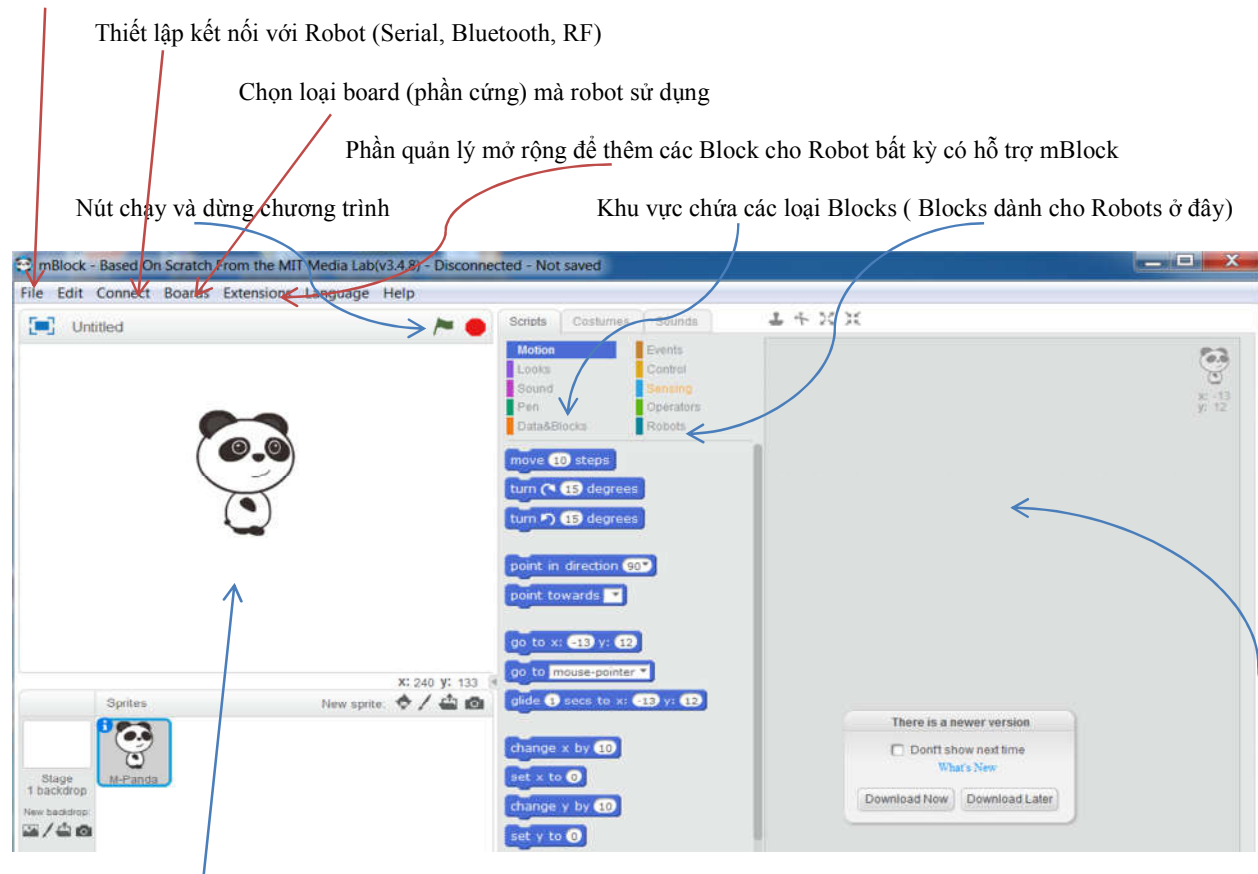 Thiết lập kết nối với Robot (Serial, Bluetooth, RF)
Chọn loại board (phần cứng) mà robot sử dụng
Phần quản lý mở rộng để thêm các Block cho Robot bất kỳ có hỗ trợ mBlock
Nút chạy và dừng chương trình
Khu vực chứa các loại Blocks ( Blocks dành cho Robots ở đây)
mBlock - Based On Scratch From the MIT Media Lab(v3.4.8) - Disconnected - Not saved
File Edit Connect Boards Extensions Language Help
Untitled
Scripts Costumes Sounds
Motion Events
Looks Control
Sound Sensing
Pen Operators
Data&Blocks Robots
x: -13
y: 12
move 10 steps
turn 15 degrees
turn 15 degrees
point in direction 90
point towards
go to x: -13 y: 12
go to mouse-pointer
glide 1 secs to x: -13 y: 12
change x by 10
set x to 0
change y by 10
set y to 0
X: 240 y: 133
Sprites New sprite:
M-Panda
Stage
1 backdrop
New backdrop:
There is a newer version
Don't show next time
What's New
Download Now Download Later